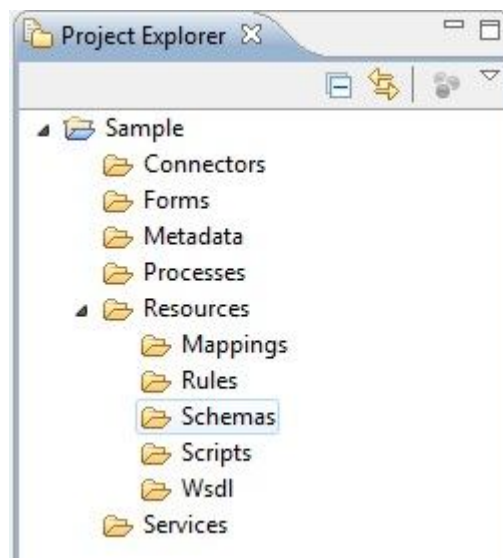 Project Explorer
Sample
Connectors
Forms
Metadata
Processes
Resources
Mappings
Rules
Schemas
Scripts
Wsdl
Services